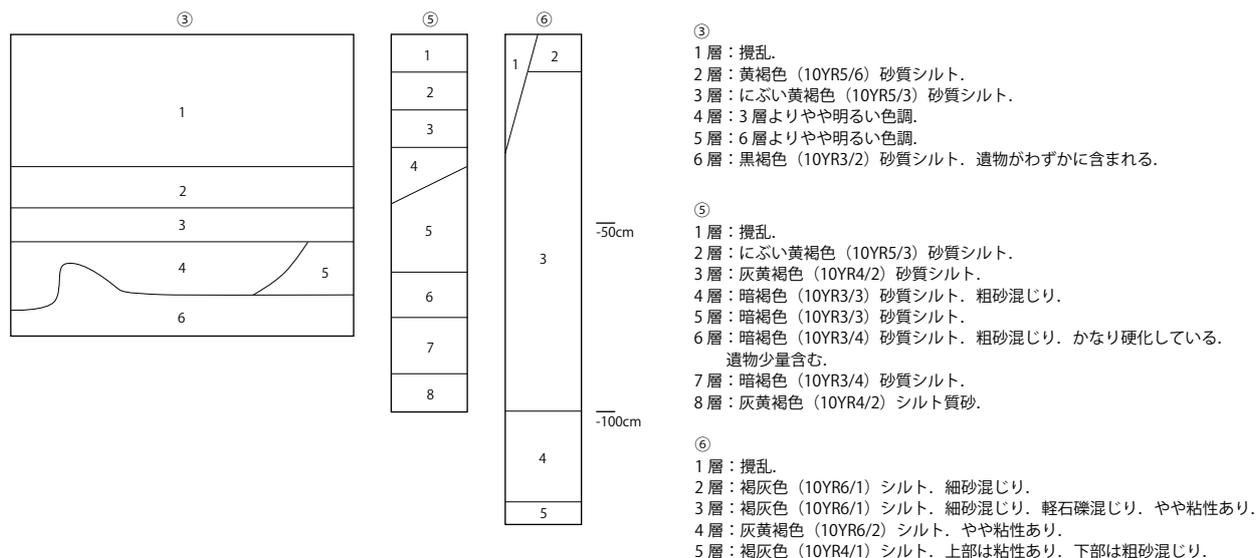 ③
1
2
3
4
5
6
⑤
1
2
3
4
5
6
7
8
⑥
1
2
3
4
5
-50cm
-100cm
③
1 層：攪乱．
2 層：黄褐色（10YR5/6）砂質シルト．
3 層：にぶい黄褐色（10YR5/3）砂質シルト．
4 層：3 層よりやや明るい色調．
5 層：6 層よりやや明るい色調．
6 層：黒褐色（10YR3/2）砂質シルト．遺物がわずかに含まれる．
⑤
1 層：攪乱．
2 層：にぶい黄褐色（10YR5/3）砂質シルト．
3 層：灰黄褐色（10YR4/2）砂質シルト．
4 層：暗褐色（10YR3/3）砂質シルト．粗砂混じり．
5 層：暗褐色（10YR3/3）砂質シルト．
6 層：暗褐色（10YR3/4）砂質シルト．粗砂混じり．かなり硬化している．
遺物少量含む．
7 層：暗褐色（10YR3/4）砂質シルト．
8 層：灰黄褐色（10YR4/2）シルト質砂．
⑥
1 層：攪乱．
2 層：褐灰色（10YR6/1）シルト．細砂混じり．
3 層：褐灰色（10YR6/1）シルト．細砂混じり．軽石礫混じり．やや粘性あり．
4 層：灰黄褐色（10YR6/2）シルト．やや粘性あり．
5 層：褐灰色（10YR4/1）シルト．上部は粘性あり．下部は粗砂混じり．